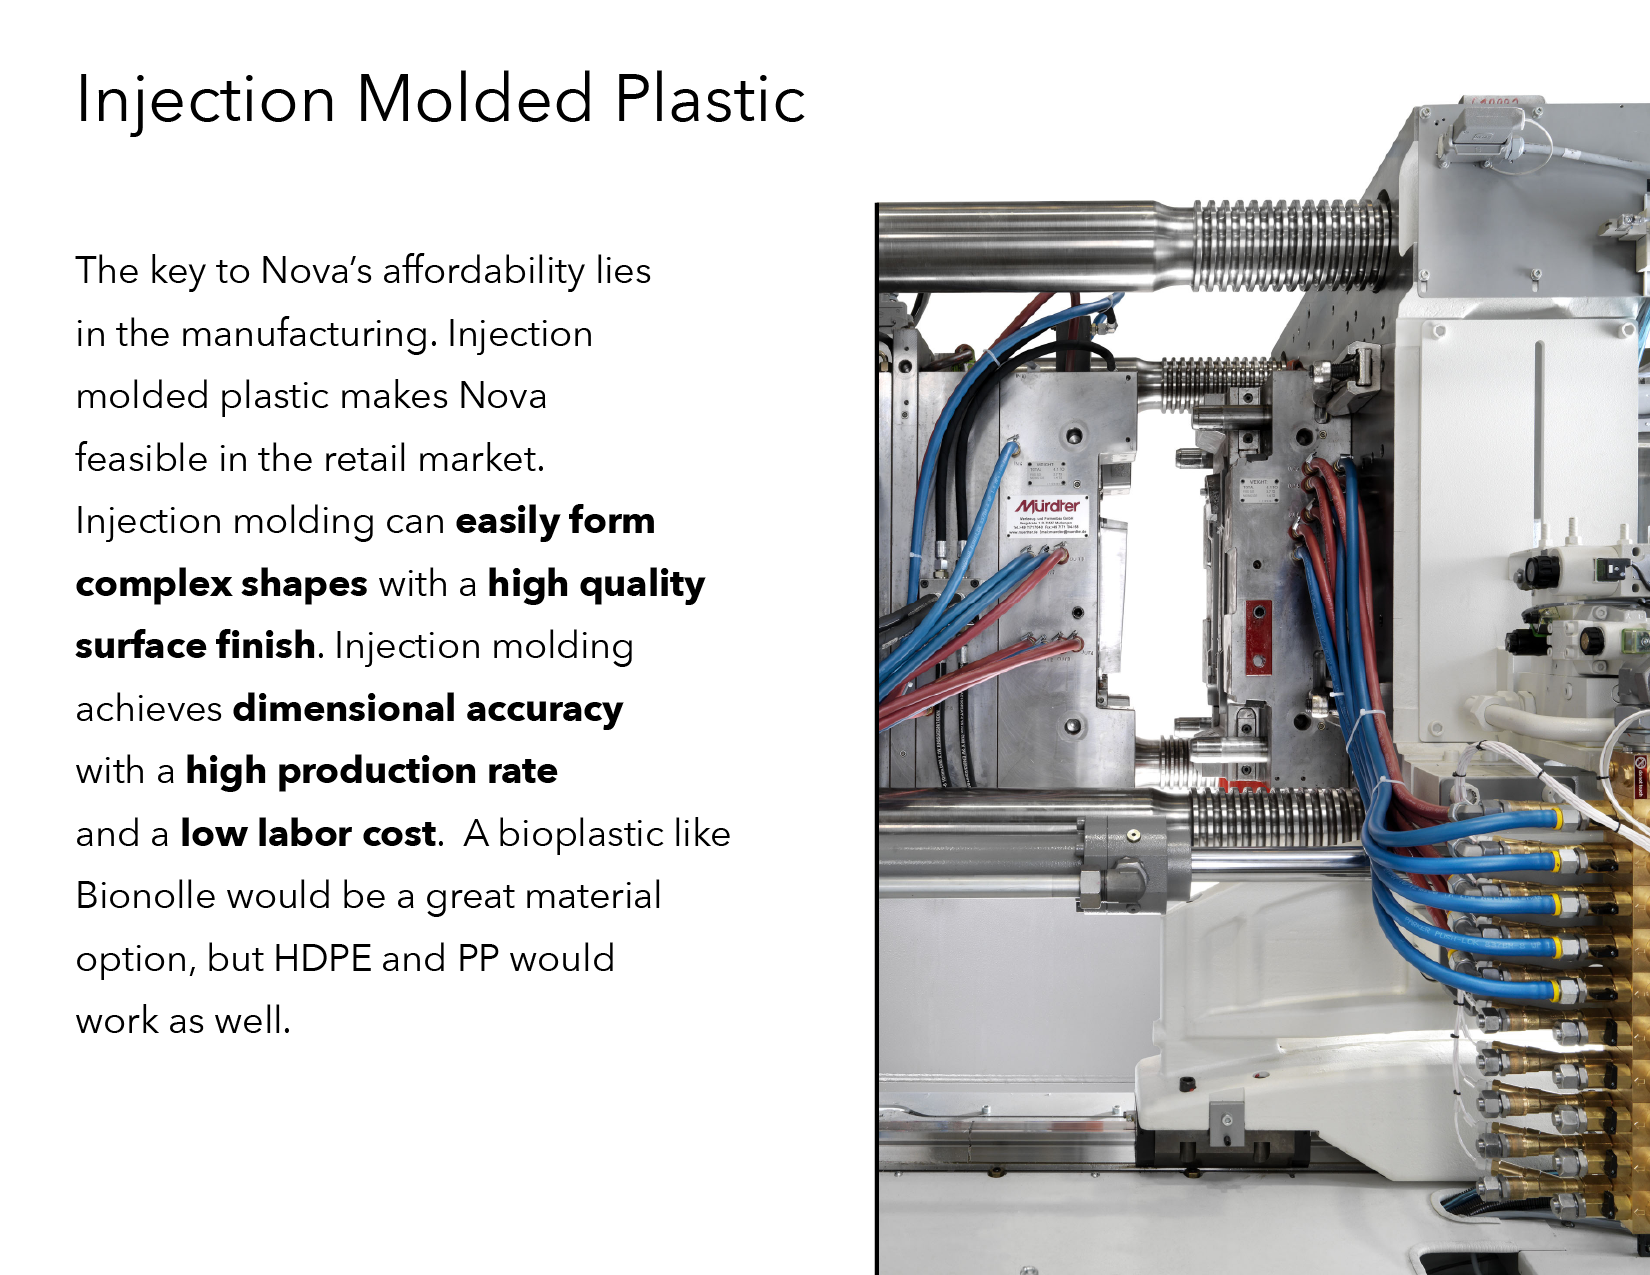 Injection Molded Plastic
The key to Nova’s affordability lies
in the manufacturing. Injection
molded plastic makes Nova
feasible in the retail market.
Injection molding can easily form
complex shapes with a high quality
surface finish. Injection molding
achieves dimensional accuracy
with a high production rate
and a low labor cost.  A bioplastic like
Bionolle would be a great material
option, but HDPE and PP would
work as well.
WEIGHT
Mürdter
WEIGHT